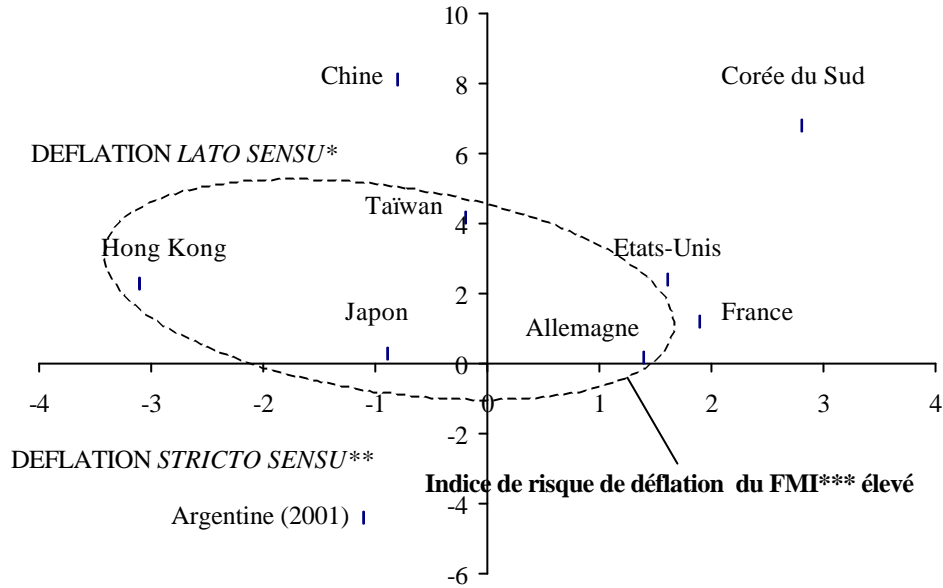 10
Chine
8
Corée du Sud
6
DEFLATION LATO SENSU*
Taïwan
4
Hong Kong
Etats-Unis
2
Japon
Allemagne
France
0
-4 -3 -2 -1 0 1 2 3 4
-2
DEFLATION STRICTO SENSU**
Indice de risque de déflation du FMI*** élevé
-4
Argentine (2001)
-6